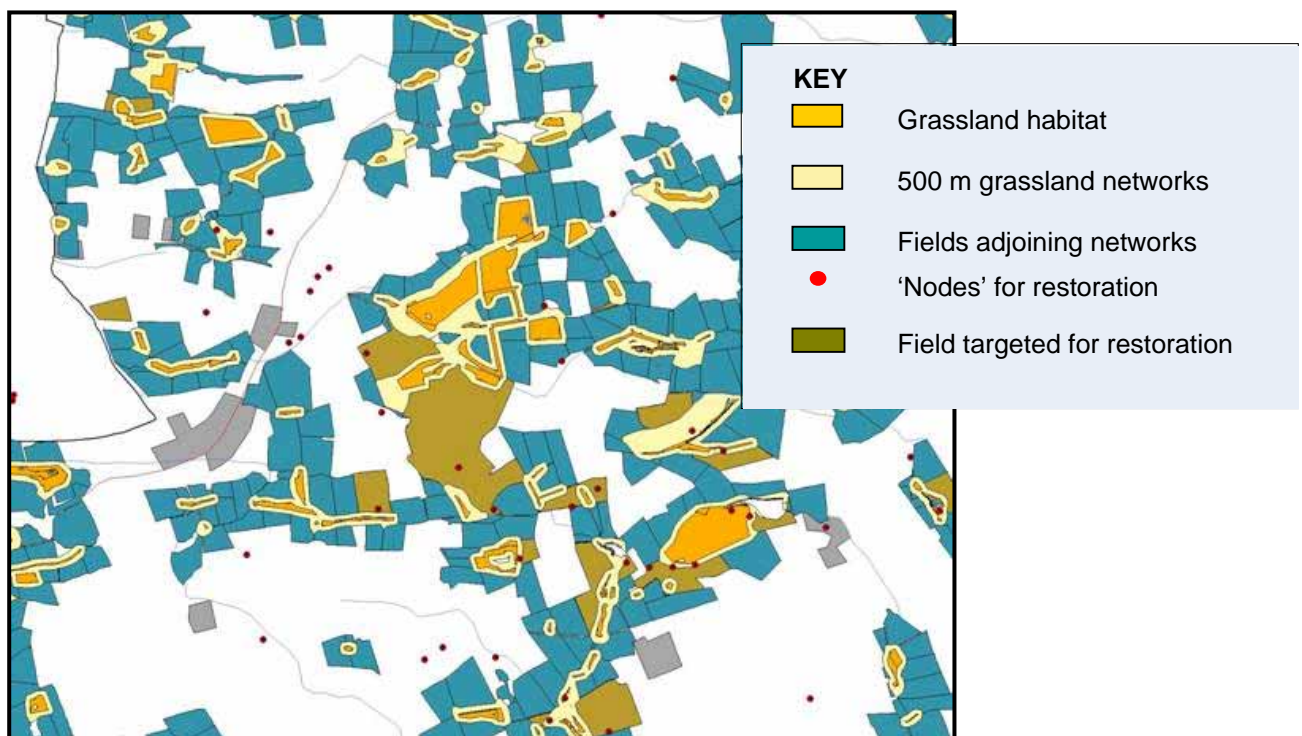 KEY
Grassland habitat
500 m grassland networks
Fields adjoining networks
‘Nodes’ for restoration
Field targeted for restoration